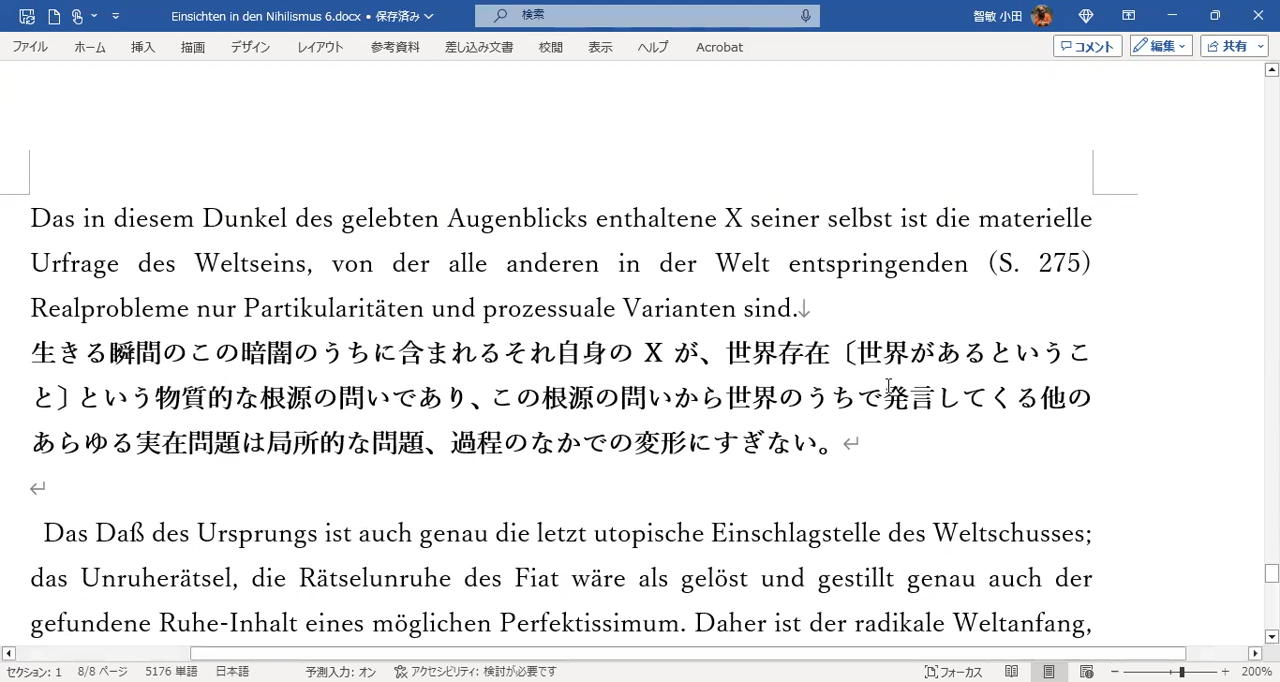 Einsichten in den Nihilismus 6.docx • 保存済み
検索
智敏 小田
ファイル ホーム 挿入 描画 デザイン レイアウト 参考資料 差し込み文書 校閲 表示 ヘルプ Acrobat
コメント 編集 共有
Das in diesem Dunkel des gelebten Augenblicks enthaltene X seiner selbst ist die materielle
Urfrage des Weltseins, von der alle anderen in der Welt entspringenden (S. 275)
Realprobleme nur Partikularitäten und prozessuale Varianten sind.↓
生きる瞬間のこの暗闇のうちに含まれるそれ自身の X が、世界存在〔世界があるというこ
と〕という物質的な根源の問いであり、この根源の問いから世界のうちで発言してくる他の
あらゆる実在問題は局所的な問題、過程のなかでの変形にすぎない。↵
↵
Das Daß des Ursprungs ist auch genau die letzt utopische Einschlagstelle des Weltschusses;
das Unruherätsel, die Rätselunruhe des Fiat wäre als gelöst und gestillt genau auch der
gefundene Ruhe-Inhalt eines möglichen Perfektissimum. Daher ist der radikale Weltanfang,
セクション: 1 8/8 ページ 5176 単語 日本語 予測入力: オン アクセシビリティ: 検討が必要です フォーカス 200%